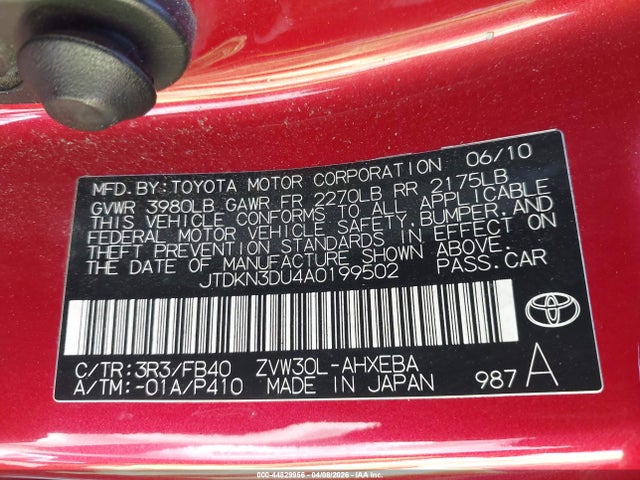 MFD.BY:TOYOTA MOTOR CORPORATION 06/10
GVWR 3980LB GAWR FR 2270LB RR 2175LB
THIS VEHICLE CONFORMS TO ALL APPLICABLE
FEDERAL MOTOR VEHICLE SAFETY,BUMPER,AND
THEFT PREVENTION STANDARDS IN EFFECT ON
THE DATE OF MANUFACTURE SHOWN ABOVE.
JTDKN3DU4A0199502 PASS.CAR
C/TR:3R3/FB40 ZVW30L-AHXEBA
A/TM:-01A/P410 MADE IN JAPAN 987 A
© COPYRIGHT IAA, Inc. 44829956 - 04/08/2026 - IAAI, Inc.